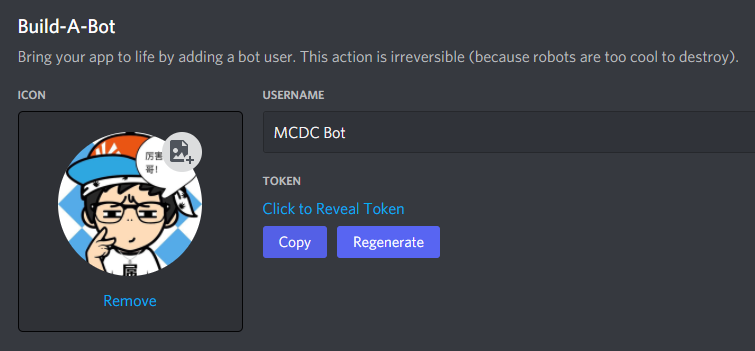 Build-A-Bot
Bring your app to life by adding a bot user. This action is irreversible (because robots are too cool to destroy).
ICON
USERNAME
厉害
哥!
MCDC Bot
TOKEN
Click to Reveal Token
Copy
Regenerate
Remove